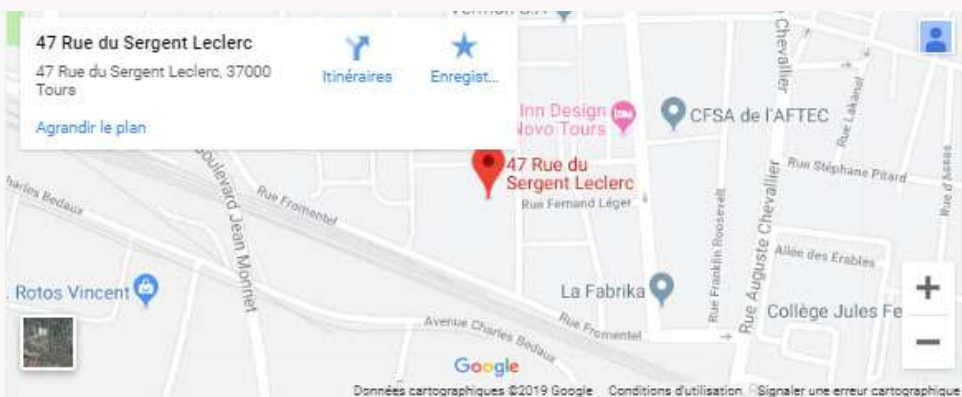 Vernon S.A
47 Rue du Sergent Leclerc
47 Rue du Sergent Leclerc, 37000
Tours
Itinéraires
Enregist...
Agrandir le plan
Inn Design
Novo Tours
CFSA de l'AFTEC
Chevallier
Rue Lakanal
Rue d'Assas
Rue Stéphane Pitard
47 Rue du
Sergent Leclerc
Rue Fernand Léger
Boulevard Jean Monnet
Rue Fromentel
Charles Bedaux
Rue Franklin Roosevelt
Rue Auguste Chevallier
Allée des Erables
Rotos Vincent
La Fabrika
Collège Jules Fe
Avenue Charles Bedaux
Rue Fromentel
+
−
Google
Données cartographiques ©2019 Google
Conditions d'utilisation
Signaler une erreur cartographique